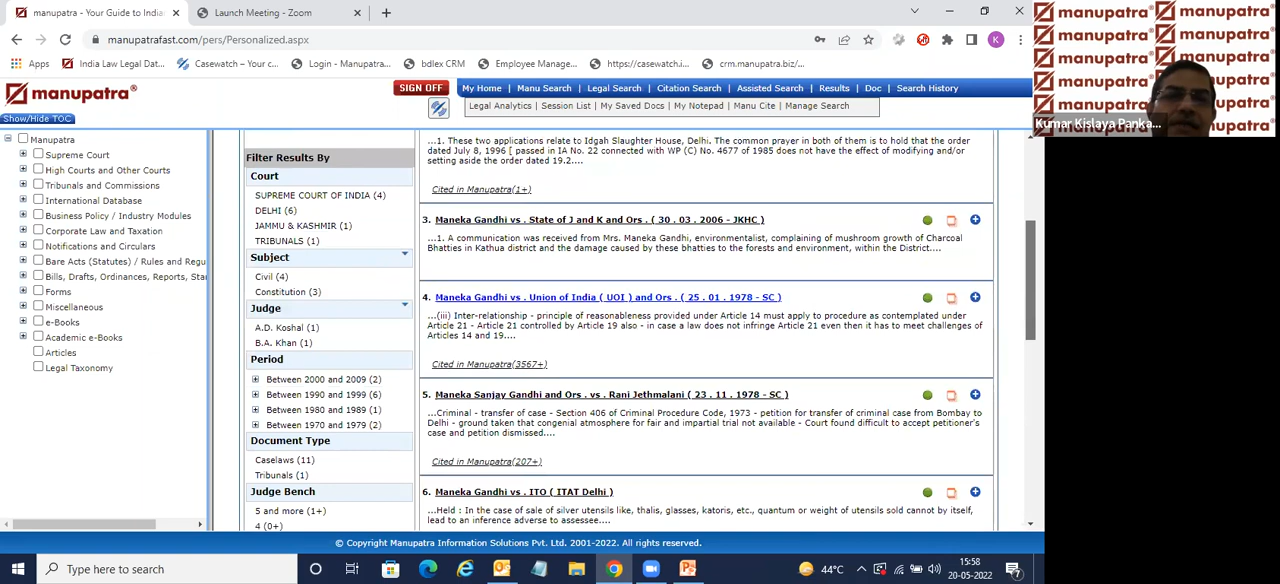 manupatra - Your Guide to India
Launch Meeting - Zoom
manupatrafast.com/pers/Personalized.aspx
K
Apps
India Law Legal Dat...
Casewatch – Your c...
Login - Manupatra...
bdlex CRM
Employee Manage...
https://casewatch.i...
crm.manupatra.biz/...
manupatra®
SIGN OFF
My Home | Manu Search | Legal Search | Citation Search | Assisted Search | Results | Doc | Search History
Legal Analytics | Session List | My Saved Docs | My Notepad | Manu Cite | Manage Search
Show/Hide TOC
Manupatra
Supreme Court
High Courts and Other Courts
Tribunals and Commissions
International Database
Business Policy / Industry Modules
Corporate Law and Taxation
Notifications and Circulars
Bare Acts (Statutes) / Rules and Regu
Bills, Drafts, Ordinances, Reports, Star
Forms
Miscellaneous
e-Books
Academic e-Books
Articles
Legal Taxonomy
Filter Results By
Court
SUPREME COURT OF INDIA (4)
DELHI (6)
JAMMU & KASHMIR (1)
TRIBUNALS (1)
Subject
Civil (4)
Constitution (3)
Judge
A.D. Koshal (1)
B.A. Khan (1)
Period
Between 2000 and 2009 (2)
Between 1990 and 1999 (6)
Between 1980 and 1989 (1)
Between 1970 and 1979 (2)
Document Type
Caselaws (11)
Tribunals (1)
Judge Bench
5 and more (1+)
4 (0+)
...1. These two applications relate to Idgah Slaughter House, Delhi. The common prayer in both of them is to hold that the order
dated July 8, 1996 [ passed in IA No. 22 connected with WP (C) No. 4677 of 1985 does not have the effect of modifying and/or
setting aside the order dated 19.2....
Cited in Manupatra(1+)
3. Maneka Gandhi vs. State of J and K and Ors. ( 30 . 03 . 2006 - JKHC )
...1. A communication was received from Mrs. Maneka Gandhi, environmentalist, complaining of mushroom growth of Charcoal
Bhatties in Kathua district and the damage caused by these bhatties to the forests and environment, within the District....
4. Maneka Gandhi vs . Union of India ( UOI ) and Ors . ( 25 . 01 . 1978 - SC )
...(iii) Inter-relationship - principle of reasonableness provided under Article 14 must apply to procedure as contemplated under
Article 21 - Article 21 controlled by Article 19 also - in case a law does not infringe Article 21 even then it has to meet challenges of
Articles 14 and 19....
Cited in Manupatra(3567+)
5. Maneka Sanjay Gandhi and Ors . vs . Rani Jethmalani ( 23 . 11 . 1978 - SC )
...Criminal - transfer of case - Section 406 of Criminal Procedure Code, 1973 - petition for transfer of criminal case from Bombay to
Delhi - ground taken that congenial atmosphere for fair and impartial trial not available - Court found difficult to accept petitioner's
case and petition dismissed....
Cited in Manupatra(207+)
6. Maneka Gandhi vs . ITO ( ITAT Delhi )
...Held : In the case of sale of silver utensils like, thalis, glasses, katoris, etc., quantum or weight of utensils sold cannot by itself,
lead to an inference adverse to assessee....
© Copyright Manupatra Information Solutions Pvt. Ltd. 2001-2022. All rights reserved.
Type here to search
44°C
15:58
20-05-2022
7
manupatra® manupatra®
manupatra manupatra
manupatra
manupatra
Kumar Kislaya Panka...